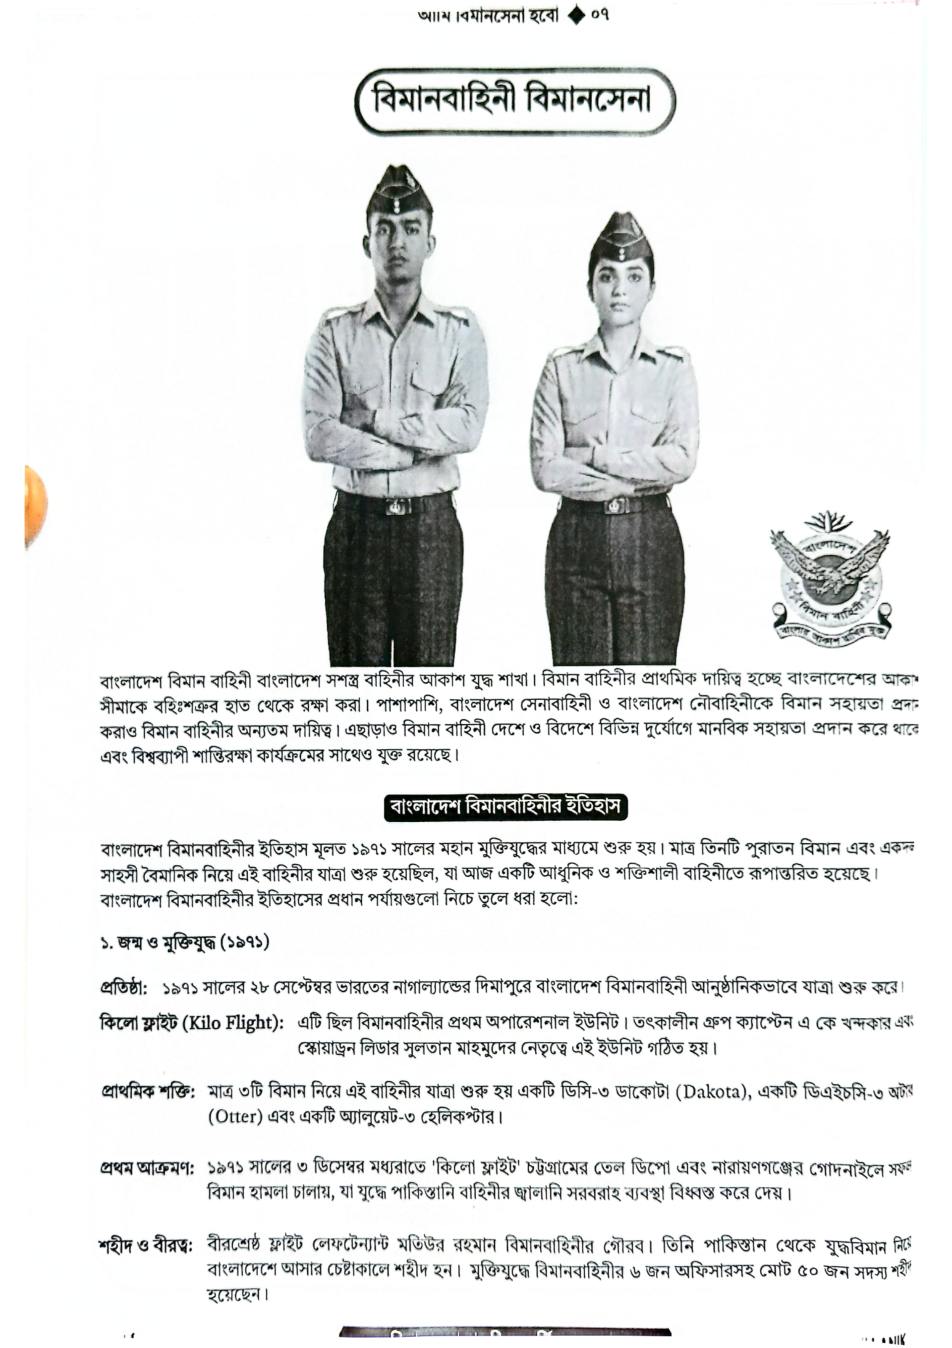 আমি বিমানসেনা হবো ◆ ০৭
বিমানবাহিনী বিমানসেনা
বাংলাদেশ
বিমান বাহিনী
বাংলার আকাশ রাখিব মুক্ত
বাংলাদেশ বিমান বাহিনী বাংলাদেশ সশস্ত্র বাহিনীর আকাশ যুদ্ধ শাখা। বিমান বাহিনীর প্রাথমিক দায়িত্ব হচ্ছে বাংলাদেশের আকাশ
সীমাকে বহিঃশত্রুর হাত থেকে রক্ষা করা। পাশাপাশি, বাংলাদেশ সেনাবাহিনী ও বাংলাদেশ নৌবাহিনীকে বিমান সহায়তা প্রদান
করাও বিমান বাহিনীর অন্যতম দায়িত্ব। এছাড়াও বিমান বাহিনী দেশে ও বিদেশে বিভিন্ন দুর্যোগে মানবিক সহায়তা প্রদান করে থাকে
এবং বিশ্বব্যাপী শান্তিরক্ষা কার্যক্রমের সাথেও যুক্ত রয়েছে।
বাংলাদেশ বিমানবাহিনীর ইতিহাস
বাংলাদেশ বিমানবাহিনীর ইতিহাস মূলত ১৯৭১ সালের মহান মুক্তিযুদ্ধের মাধ্যমে শুরু হয়। মাত্র তিনটি পুরাতন বিমান এবং একদল
সাহসী বৈমানিক নিয়ে এই বাহিনীর যাত্রা শুরু হয়েছিল, যা আজ একটি আধুনিক ও শক্তিশালী বাহিনীতে রূপান্তরিত হয়েছে।
বাংলাদেশ বিমানবাহিনীর ইতিহাসের প্রধান পর্যায়গুলো নিচে তুলে ধরা হলো:
১. জন্ম ও মুক্তিযুদ্ধ (১৯৭১)
প্রতিষ্ঠা: ১৯৭১ সালের ২৮ সেপ্টেম্বর ভারতের নাগাল্যান্ডের দিমাপুরে বাংলাদেশ বিমানবাহিনী আনুষ্ঠানিকভাবে যাত্রা শুরু করে।
কিলো ফ্লাইট (Kilo Flight): এটি ছিল বিমানবাহিনীর প্রথম অপারেশনাল ইউনিট। তৎকালীন গ্রুপ ক্যাপ্টেন এ কে খন্দকার এবং
স্কোয়াড্রন লিডার সুলতান মাহমুদের নেতৃত্বে এই ইউনিট গঠিত হয়।
প্রাথমিক শক্তি: মাত্র ৩টি বিমান নিয়ে এই বাহিনীর যাত্রা শুরু হয় একটি ডিসি-৩ ডাকোটা (Dakota), একটি ডিএইচসি-৩ অটার
(Otter) এবং একটি অ্যালুয়েট-৩ হেলিকপ্টার।
প্রথম আক্রমণ: ১৯৭১ সালের ৩ ডিসেম্বর মধ্যরাতে 'কিলো ফ্লাইট' চট্টগ্রামের তেল ডিপো এবং নারায়ণগঞ্জের গোদনাইলে সফল
বিমান হামলা চালায়, যা যুদ্ধে পাকিস্তানি বাহিনীর জ্বালানি সরবরাহ ব্যবস্থা বিধ্বস্ত করে দেয়।
শহীদ ও বীরত্ব: বীরশ্রেষ্ঠ ফ্লাইট লেফটেন্যান্ট মতিউর রহমান বিমানবাহিনীর গৌরব। তিনি পাকিস্তান থেকে যুদ্ধবিমান নিয়ে
বাংলাদেশে আসার চেষ্টাকালে শহীদ হন। মুক্তিযুদ্ধে বিমানবাহিনীর ৬ জন অফিসারসহ মোট ৫০ জন সদস্য শহীদ
হয়েছেন।